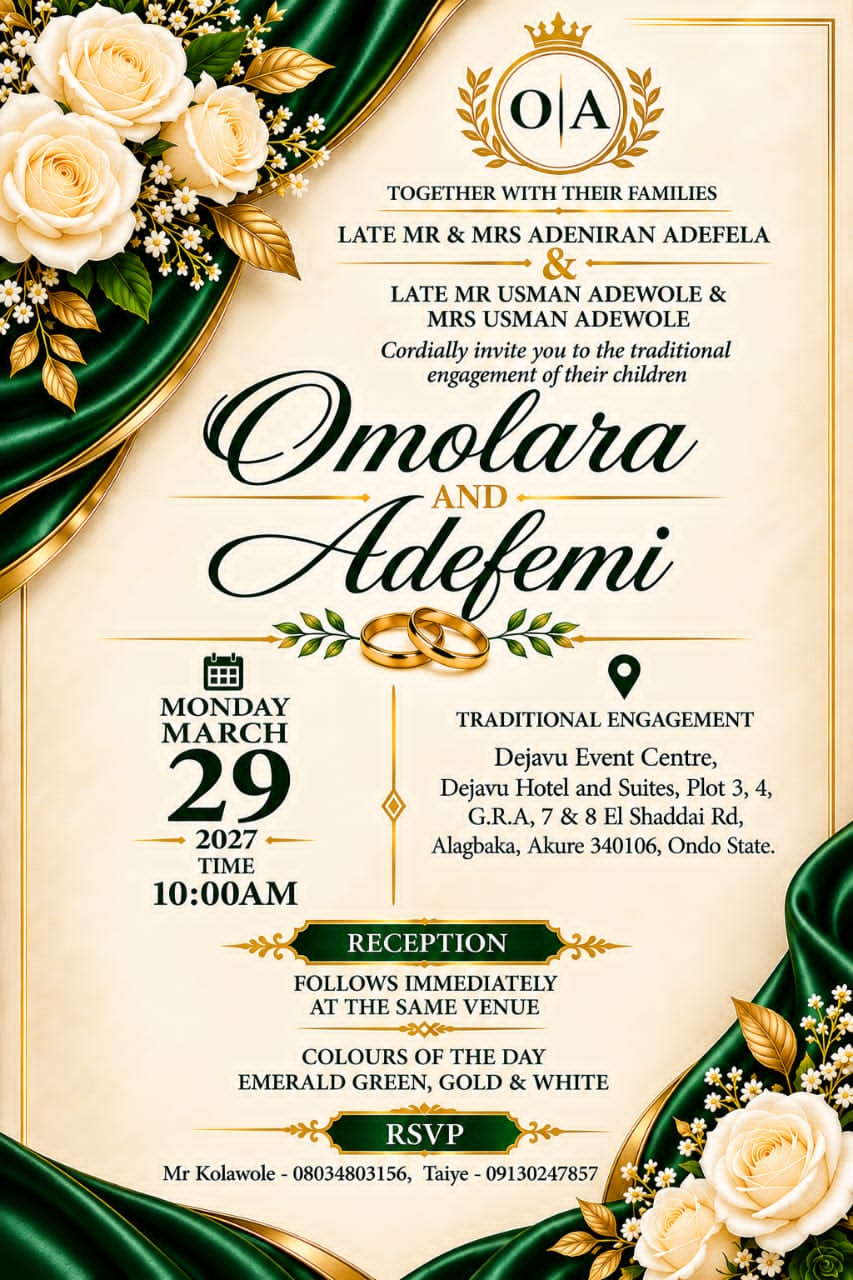 O|A
TOGETHER WITH THEIR FAMILIES
LATE MR & MRS ADENIRAN ADEFELA
&
LATE MR USMAN ADEWOLE &
MRS USMAN ADEWOLE
Cordially invite you to the traditional
engagement of their children
Omolara
AND
Adefemi
MONDAY
MARCH
29
2027
TIME
10:00AM
TRADITIONAL ENGAGEMENT
Dejavu Event Centre,
Dejavu Hotel and Suites, Plot 3, 4,
G.R.A, 7 & 8 El Shaddai Rd,
Alagbaka, Akure 340106, Ondo State.
RECEPTION
FOLLOWS IMMEDIATELY
AT THE SAME VENUE
COLOURS OF THE DAY
EMERALD GREEN, GOLD & WHITE
RSVP
Mr Kolawole - 08034803156, Taiye - 09130247857